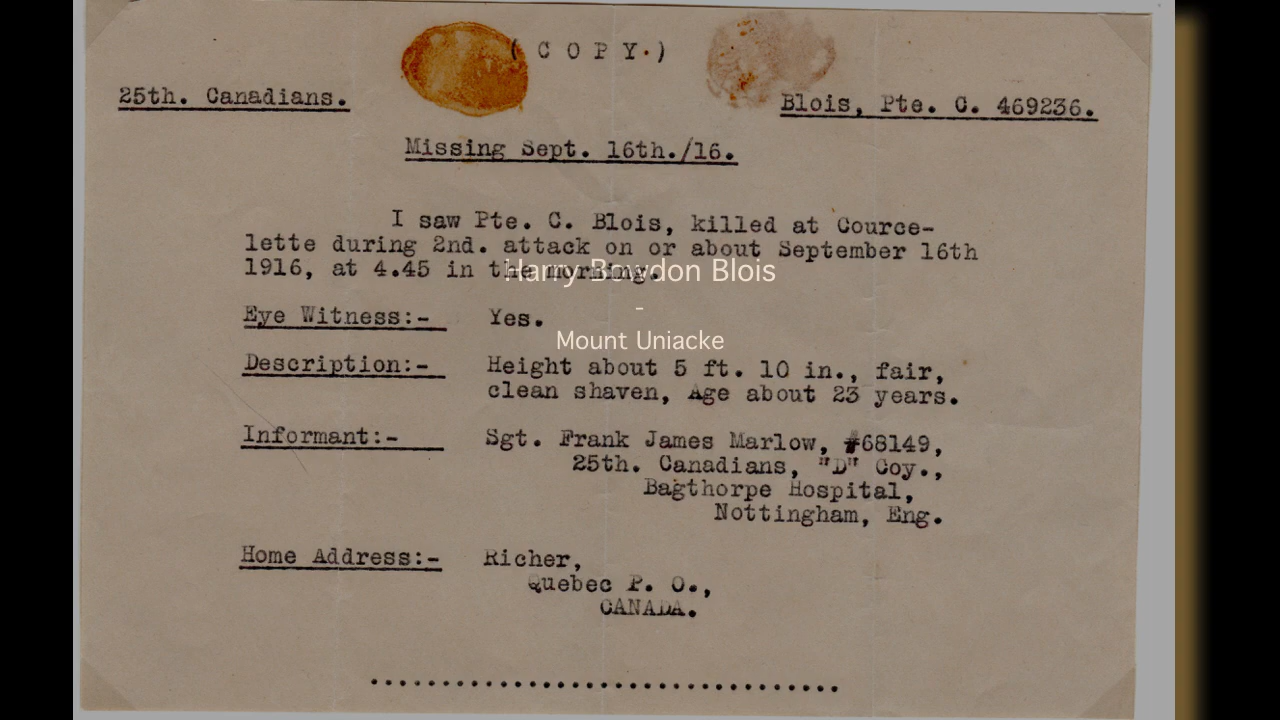 ( C O P Y.)
25th. Canadians.
Blois, Pte. C. 469236.
Missing Sept. 16th./16.
I saw Pte. C. Blois, killed at Cource-
lette during 2nd. attack on or about September 16th
1916, at 4.45 in the morning.
Harry Bowdon Blois
-
Mount Uniacke
Eye Witness:- Yes.
Description:- Height about 5 ft. 10 in., fair,
clean shaven, Age about 23 years.
Informant:- Sgt. Frank James Marlow, #68149,
25th. Canadians, "D" Coy.,
Bagthorpe Hospital,
Nottingham, Eng.
Home Address:- Richer,
Quebec P. O.,
CANADA.